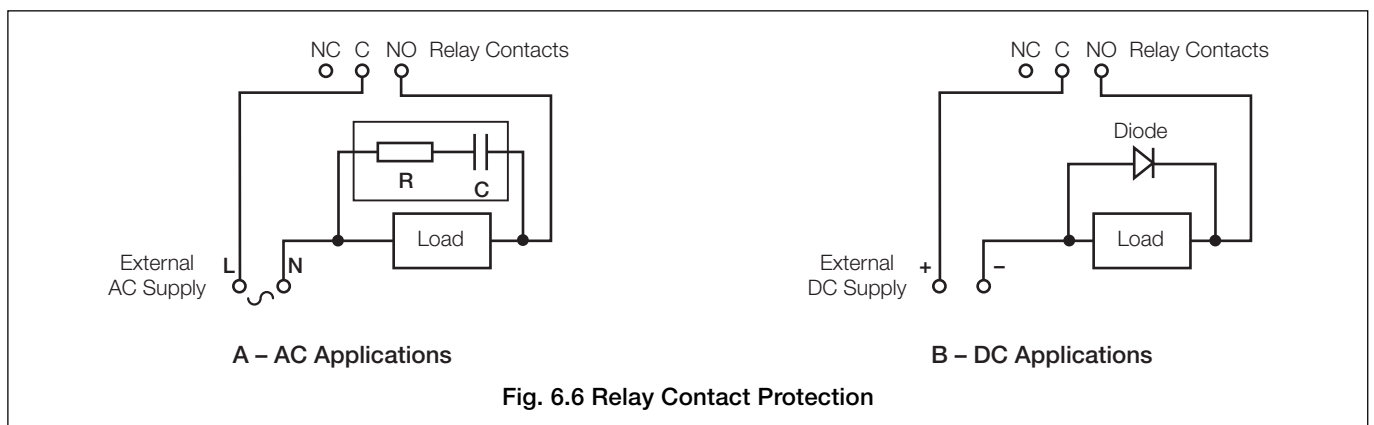 NC C NO Relay Contacts
R
C
Load
External
AC Supply
L
N
A – AC Applications
NC C NO Relay Contacts
Diode
Load
External
DC Supply
+
–
B – DC Applications
Fig. 6.6 Relay Contact Protection